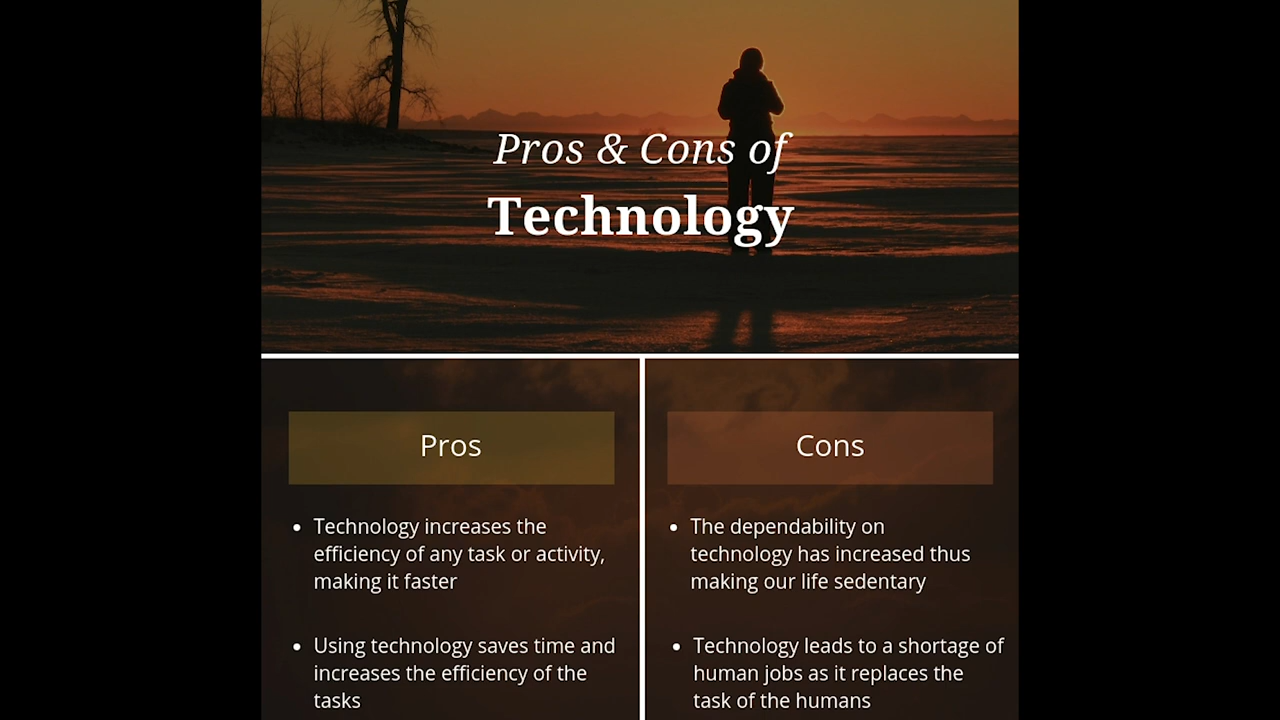 Pros & Cons of
Technology
Pros
• Technology increases the
efficiency of any task or activity,
making it faster
• Using technology saves time and
increases the efficiency of the
tasks
Cons
• The dependability on
technology has increased thus
making our life sedentary
• Technology leads to a shortage of
human jobs as it replaces the
task of the humans